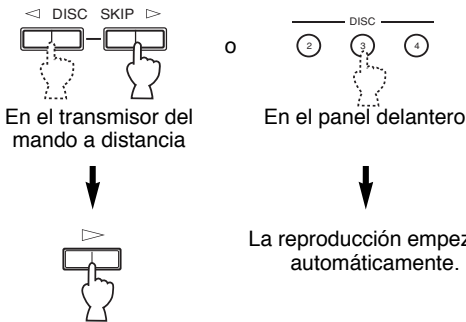 DISC SKIP
o
DISC
2 3 4
En el transmisor del
mando a distancia
En el panel delantero
La reproducción
automáticamente.